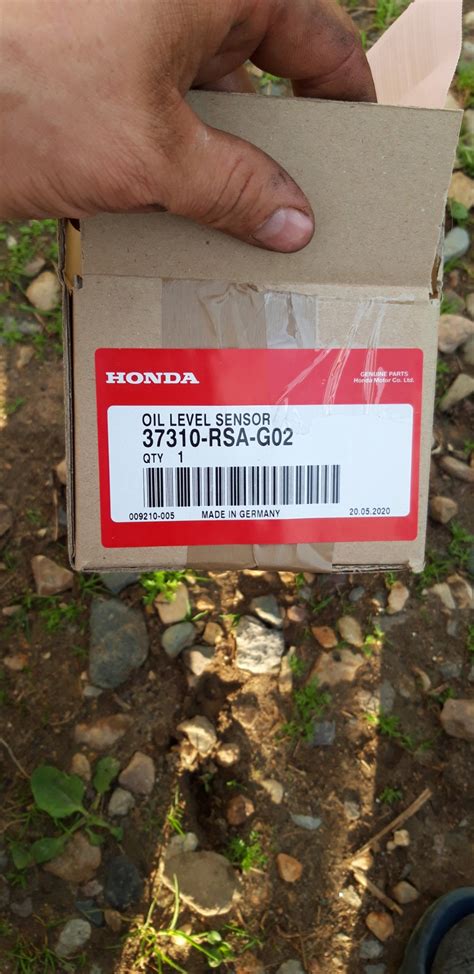 HONDA
GENUINE PARTS
Honda Motor Co. Ltd.
OIL LEVEL SENSOR
37310-RSA-G02
QTY 1
009210-005 MADE IN GERMANY 20.05.2020